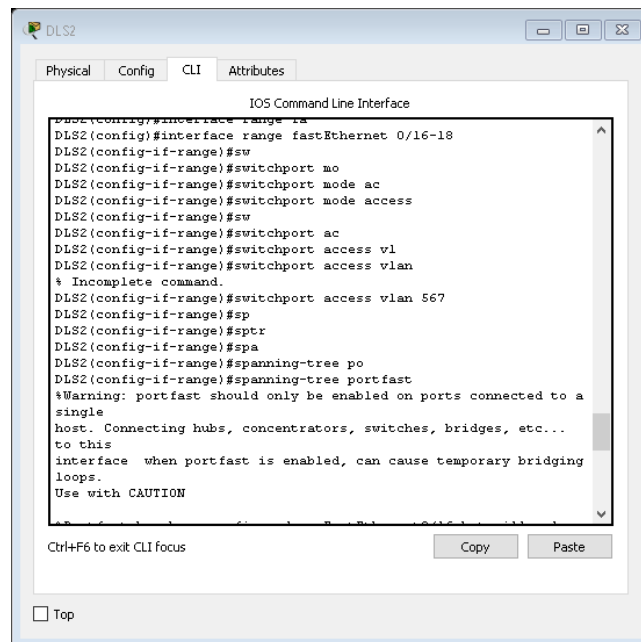 DLS2
Physical Config CLI Attributes
IOS Command Line Interface
DLS2(config)#interface range fa
DLS2(config)#interface range fastEthernet 0/16-18
DLS2(config-if-range)#sw
DLS2(config-if-range)#switchport mo
DLS2(config-if-range)#switchport mode ac
DLS2(config-if-range)#switchport mode access
DLS2(config-if-range)#sw
DLS2(config-if-range)#switchport ac
DLS2(config-if-range)#switchport access vl
DLS2(config-if-range)#switchport access vlan
% Incomplete command.
DLS2(config-if-range)#switchport access vlan 567
DLS2(config-if-range)#sp
DLS2(config-if-range)#sptr
DLS2(config-if-range)#spa
DLS2(config-if-range)#spanning-tree po
DLS2(config-if-range)#spanning-tree portfast
%Warning: portfast should only be enabled on ports connected to a
single
host. Connecting hubs, concentrators, switches, bridges, etc...
to this
interface when portfast is enabled, can cause temporary bridging
loops.
Use with CAUTION
Ctrl+F6 to exit CLI focus
Copy Paste
Top